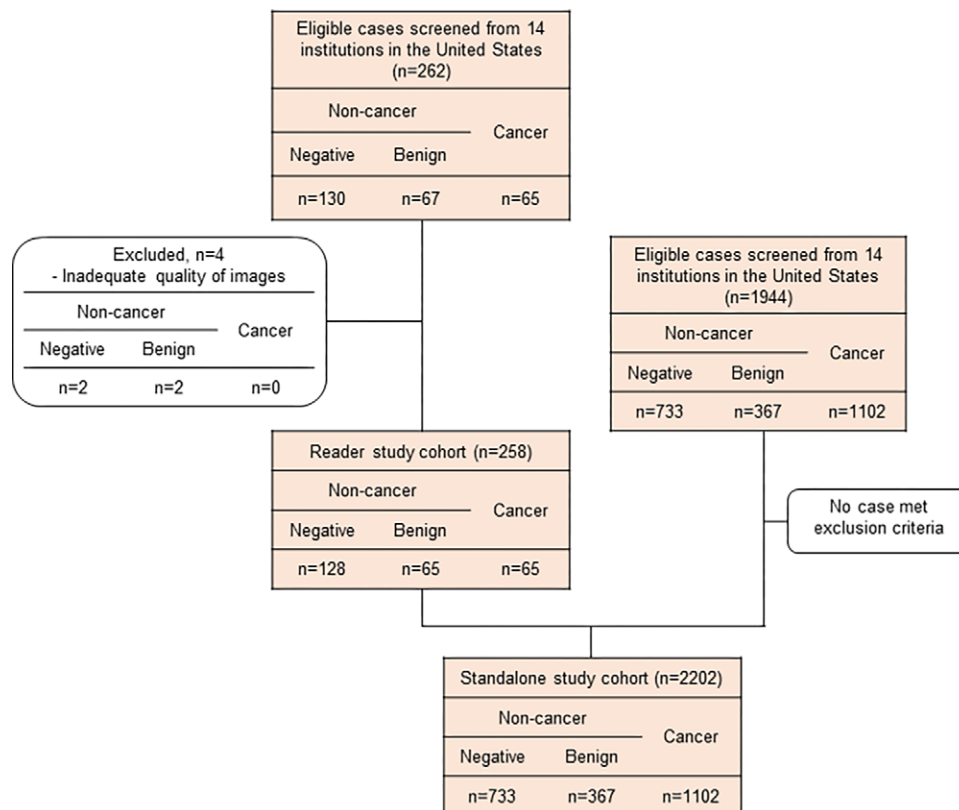 Eligible cases screened from 14
institutions in the United States
(n=262)
Non-cancer
Cancer
Negative Benign
n=130 n=67 n=65
Excluded, n=4
- Inadequate quality of images
Non-cancer
Cancer
Negative Benign
n=2 n=2 n=0
Eligible cases screened from 14
institutions in the United States
(n=1944)
Non-cancer
Cancer
Negative Benign
n=733 n=367 n=1102
Reader study cohort (n=258)
Non-cancer
Cancer
Negative Benign
n=128 n=65 n=65
No case met
exclusion criteria
Standalone study cohort (n=2202)
Non-cancer
Cancer
Negative Benign
n=733 n=367 n=1102